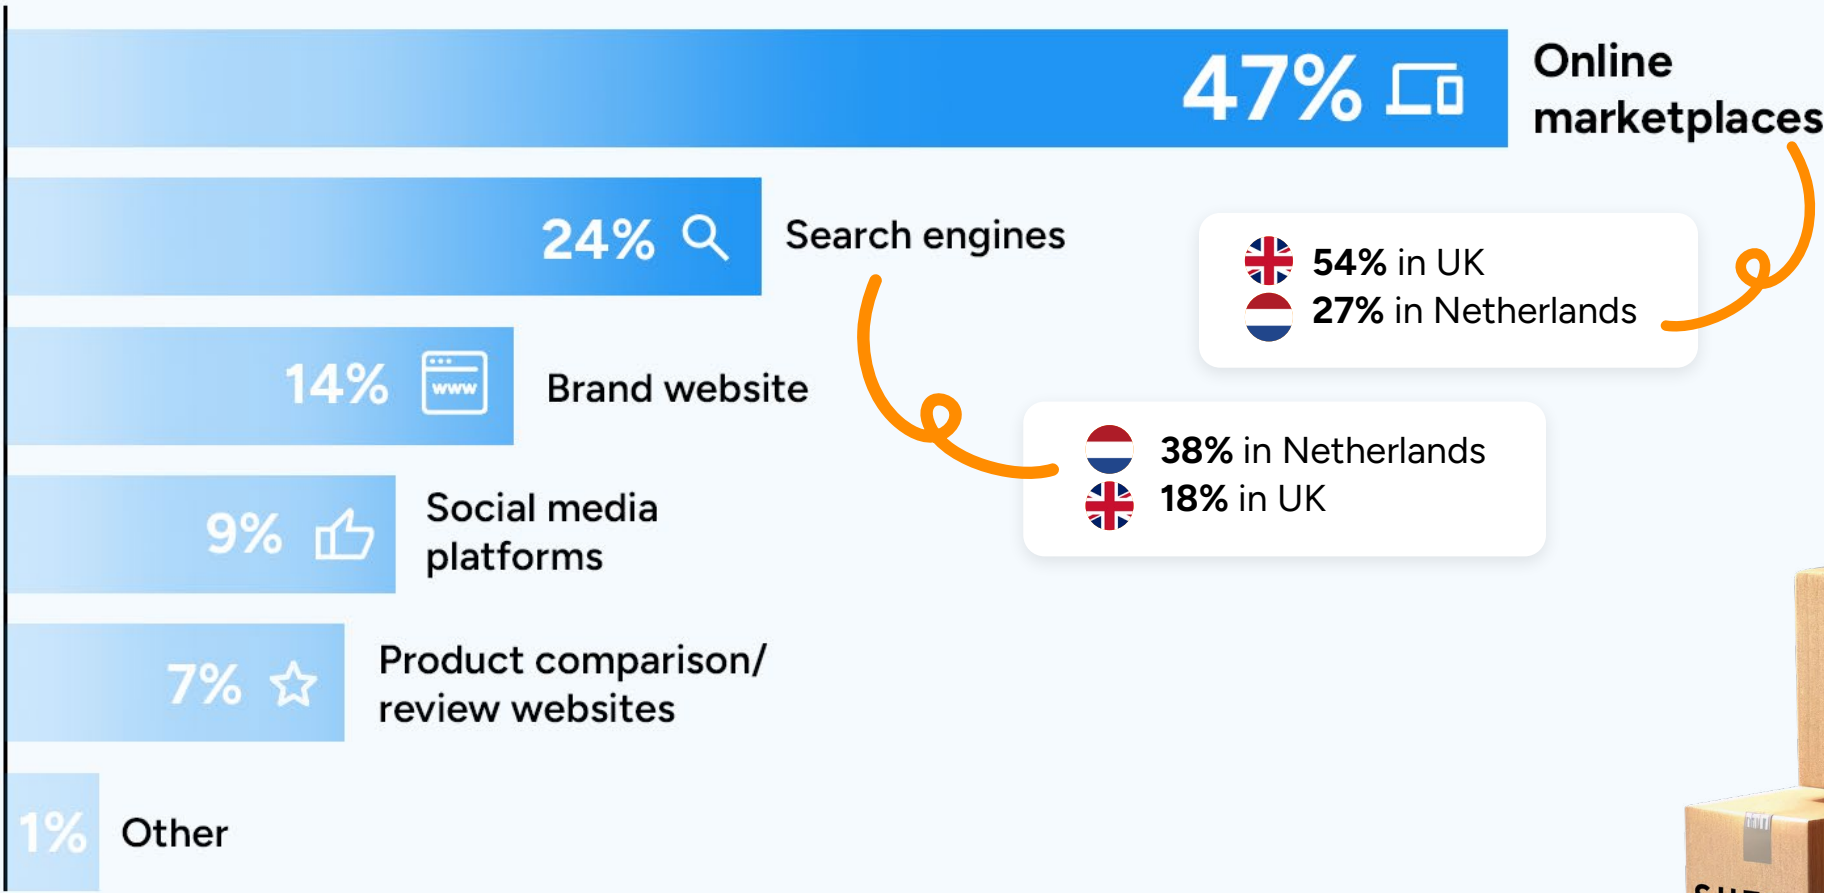 47%
Online
marketplaces
24%
Search engines
54% in UK
27% in Netherlands
14%
www
Brand website
38% in Netherlands
18% in UK
9%
Social media
platforms
7%
Product comparison/
review websites
1%
Other